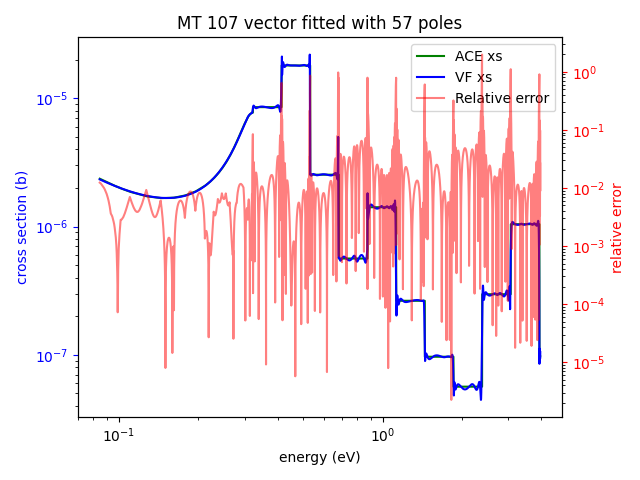 MT 107 vector fitted with 57 poles
ACE xs
VF xs
Relative error
10⁻⁵
10⁻⁶
10⁻⁷
cross section (b)
10⁰
10⁻¹
10⁻²
10⁻³
10⁻⁴
10⁻⁵
relative error
10⁻¹
10⁰
energy (eV)